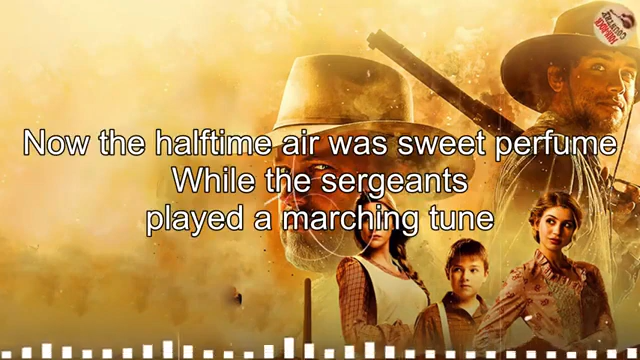 Now the halftime air was sweet perfume
While the sergeants
played a marching tune